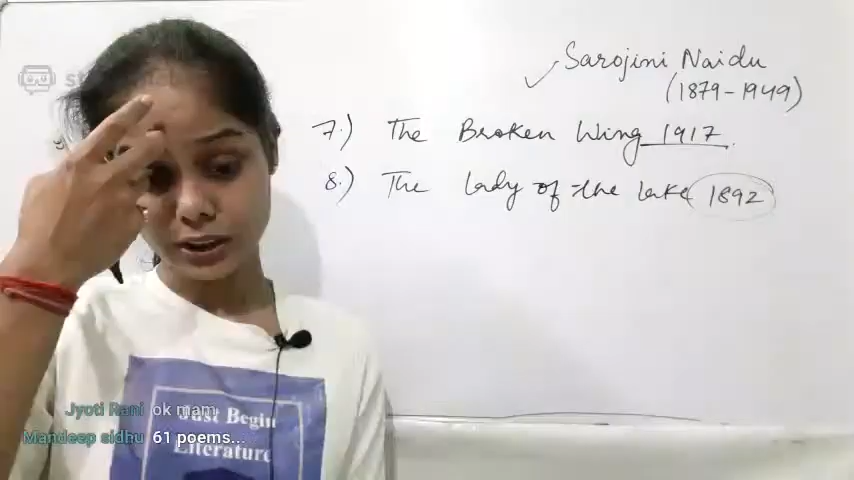 Sarojini Naidu
(1879-1949)
7.) The Broken Wing 1917.
8.) The lady of the lake 1892
Just Begin
Literature
Jyoti Rani ok mam
Mandeep sidhu 61 poems...